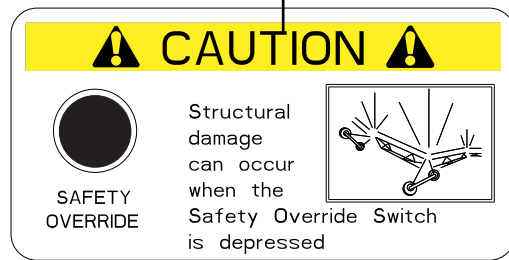 CAUTION
SAFETY
OVERRIDE
Structural
damage
can occur
when the
Safety Override Switch
is depressed